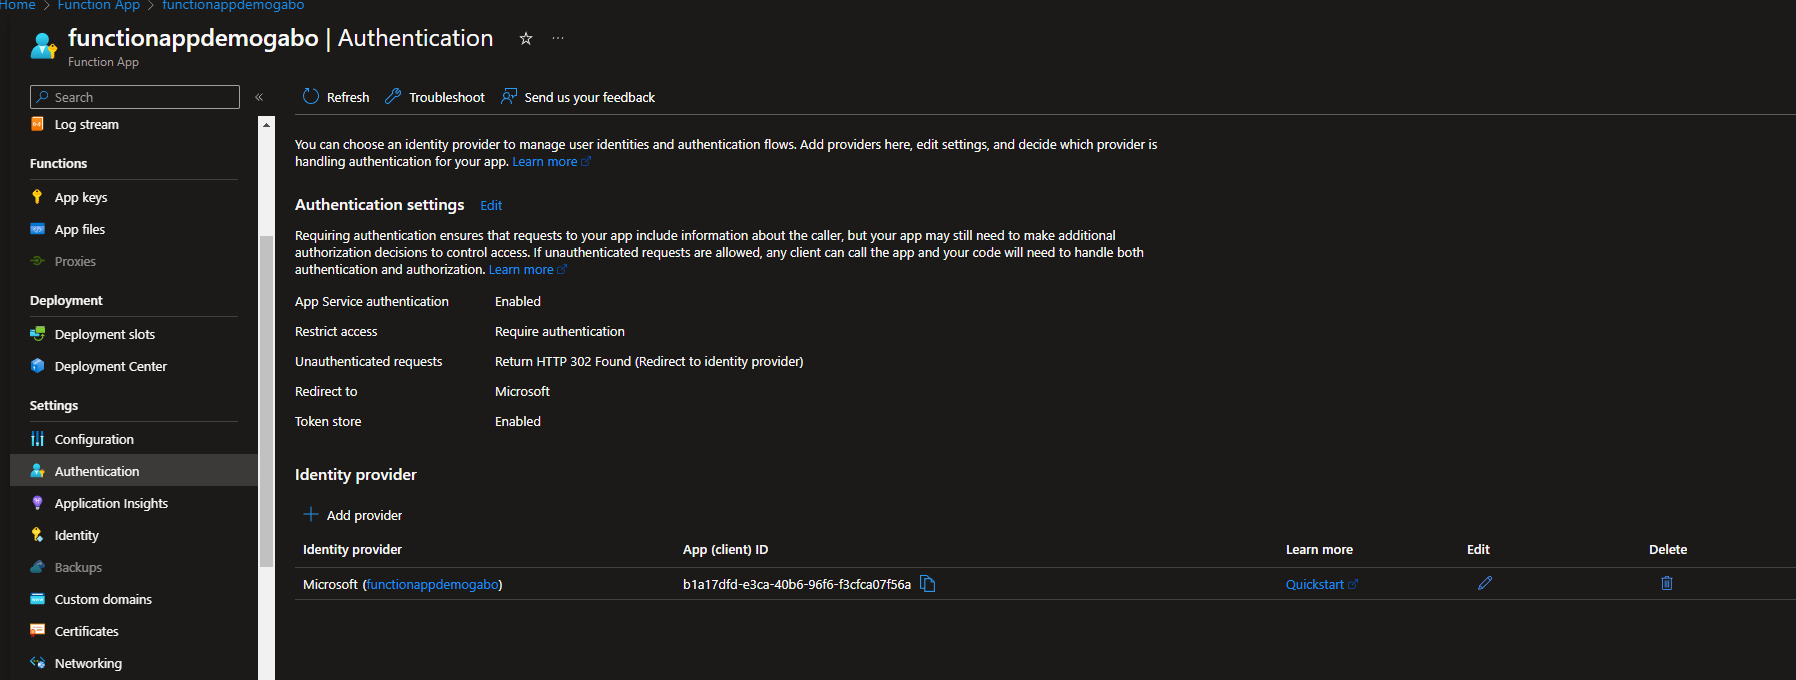 Home > Function App > functionappdemogabo
functionappdemogabo | Authentication
Function App
Search
Log stream
Functions
App keys
App files
Proxies
Deployment
Deployment slots
Deployment Center
Settings
Configuration
Authentication
Application Insights
Identity
Backups
Custom domains
Certificates
Networking
Refresh Troubleshoot Send us your feedback
You can choose an identity provider to manage user identities and authentication flows. Add providers here, edit settings, and decide which provider is
handling authentication for your app. Learn more
Authentication settings Edit
Requiring authentication ensures that requests to your app include information about the caller, but your app may still need to make additional
authorization decisions to control access. If unauthenticated requests are allowed, any client can call the app and your code will need to handle both
authentication and authorization. Learn more
App Service authentication Enabled
Restrict access Require authentication
Unauthenticated requests Return HTTP 302 Found (Redirect to identity provider)
Redirect to Microsoft
Token store Enabled
Identity provider
Add provider
Identity provider App (client) ID Learn more Edit Delete
Microsoft (functionappdemogabo) b1a17dfd-e3ca-40b6-96f6-f3cfca07f56a Quickstart